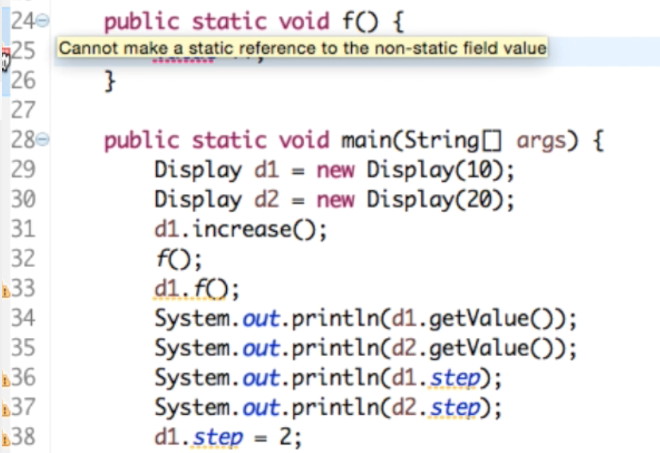 24 public static void f() {
25 Cannot make a static reference to the non-static field value
26 }
27
28 public static void main(String[] args) {
29 Display d1 = new Display(10);
30 Display d2 = new Display(20);
31 d1.increase();
32 f();
33 d1.f();
34 System.out.println(d1.getValue());
35 System.out.println(d2.getValue());
36 System.out.println(d1.step);
37 System.out.println(d2.step);
38 d1.step = 2;